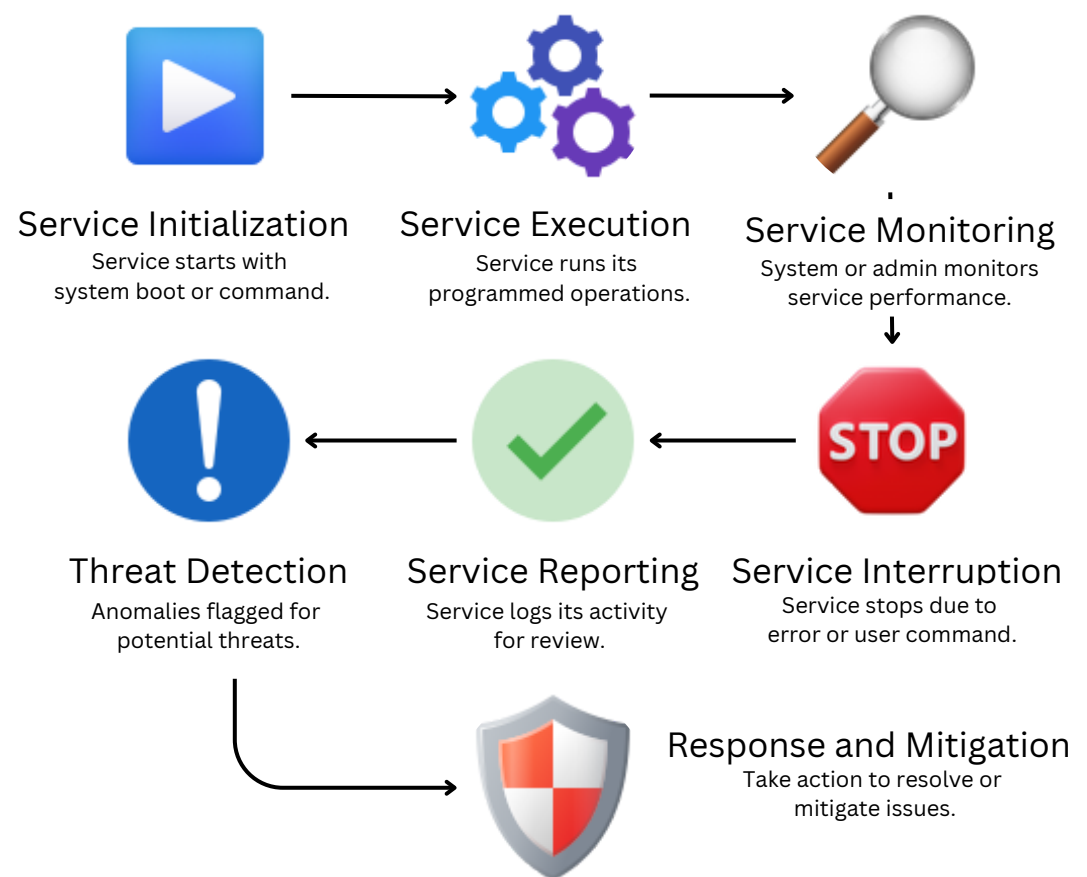 Service Initialization
Service starts with
system boot or command.
Service Execution
Service runs its
programmed operations.
Service Monitoring
System or admin monitors
service performance.
STOP
Threat Detection
Anomalies flagged for
potential threats.
Service Reporting
Service logs its activity
for review.
Service Interruption
Service stops due to
error or user command.
Response and Mitigation
Take action to resolve or
mitigate issues.